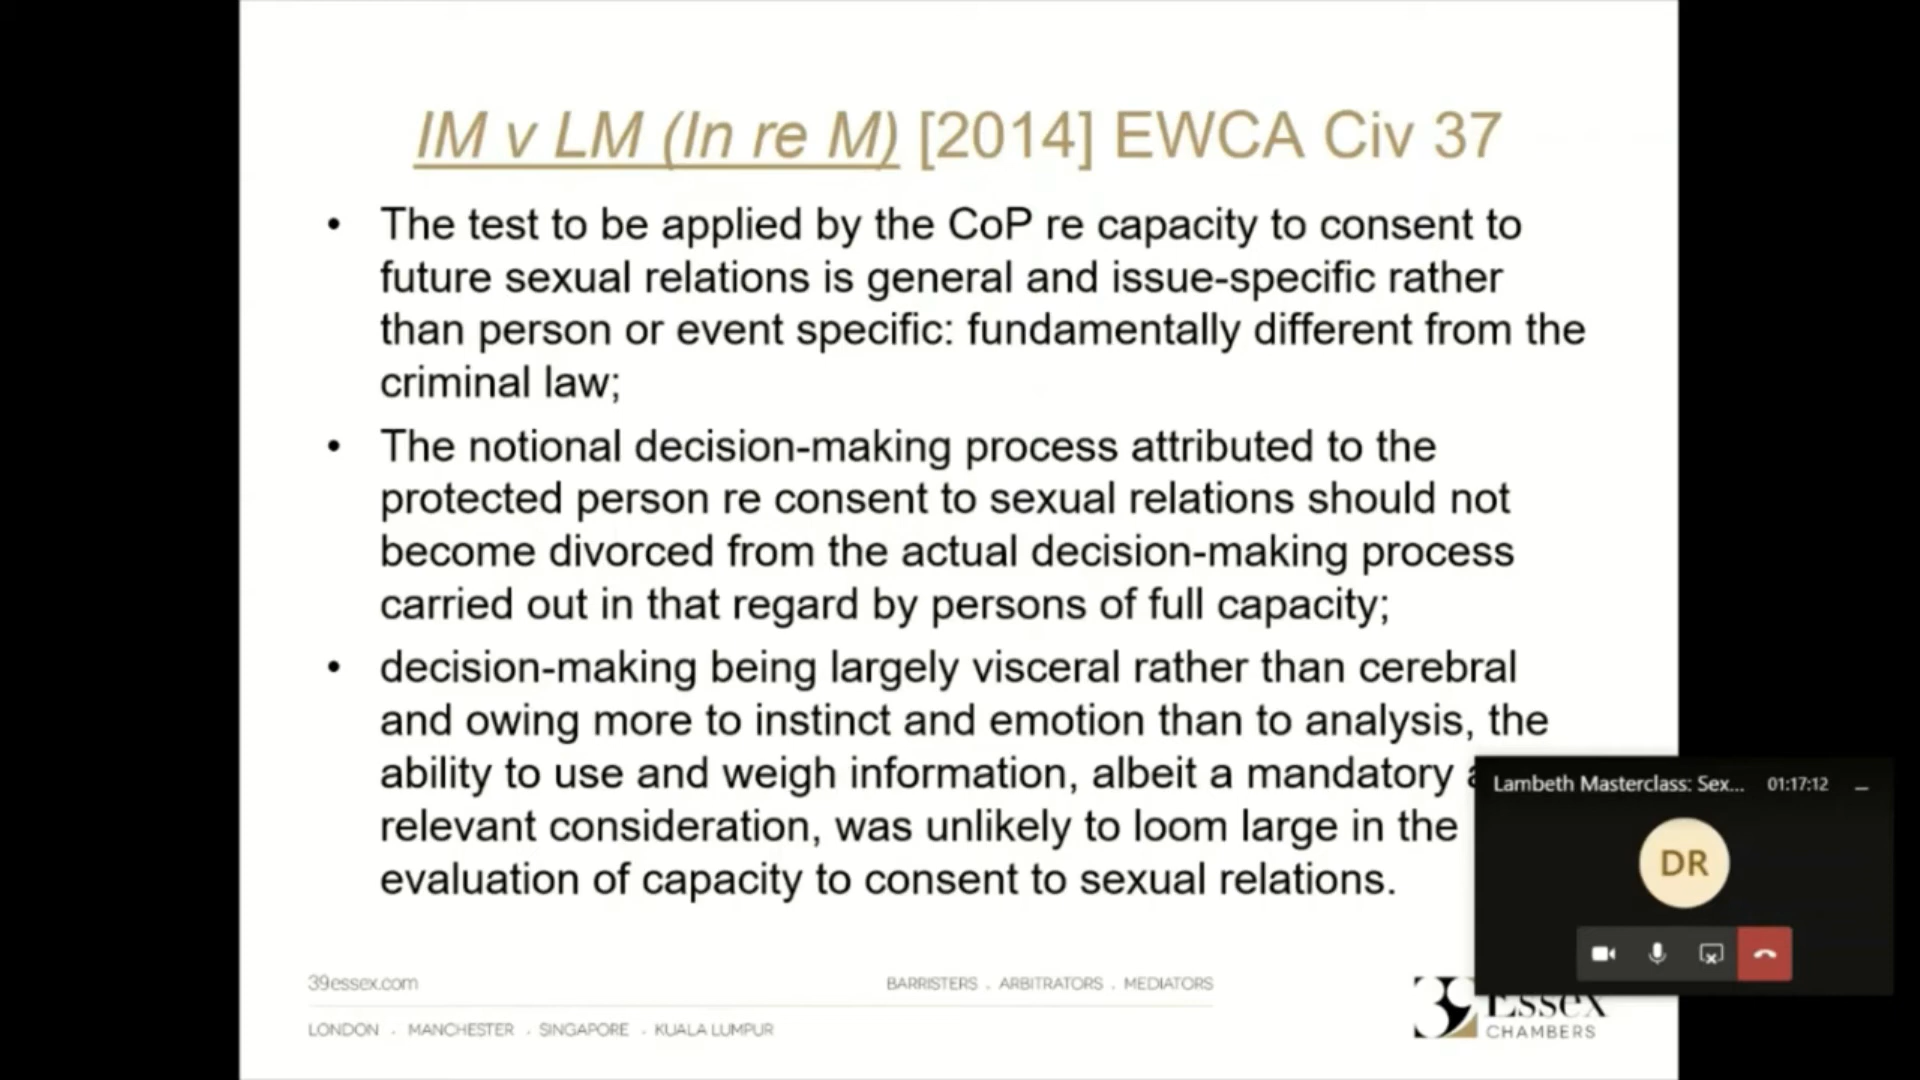 IM v LM (In re M) [2014] EWCA Civ 37
• The test to be applied by the CoP re capacity to consent to
future sexual relations is general and issue-specific rather
than person or event specific: fundamentally different from the
criminal law;
• The notional decision-making process attributed to the
protected person re consent to sexual relations should not
become divorced from the actual decision-making process
carried out in that regard by persons of full capacity;
• decision-making being largely visceral rather than cerebral
and owing more to instinct and emotion than to analysis, the
ability to use and weigh information, albeit a mandatory
relevant consideration, was unlikely to loom large in the
evaluation of capacity to consent to sexual relations.
Lambeth Masterclass: Sex... 01:17:12
DR
39essex.com
BARRISTERS . ARBITRATORS . MEDIATORS
LONDON . MANCHESTER . SINGAPORE . KUALA LUMPUR
39 Essex
CHAMBERS